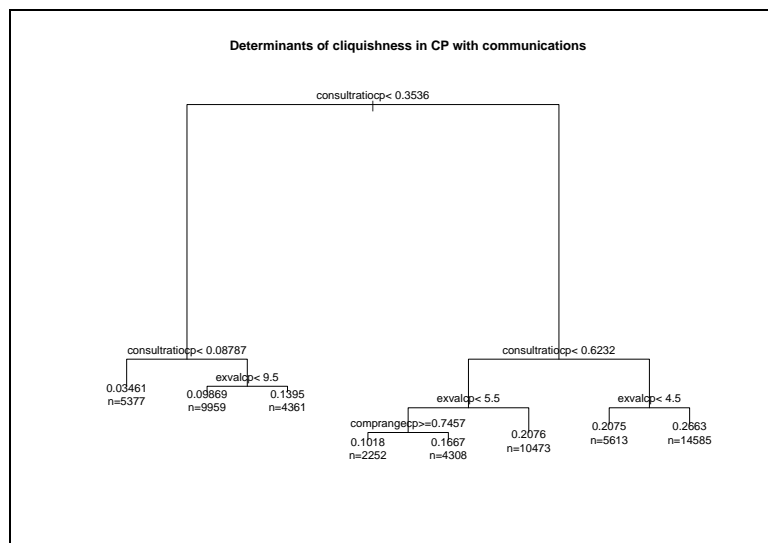 Determinants of cliquishness in CP with communications
consultratiocp< 0.3536
consultratiocp< 0.08787
consultratiocp< 0.6232
exvalcp< 9.5
exvalcp< 5.5
exvalcp< 4.5
comprangecp>=0.7457
0.03461
n=5377
0.09869
n=9959
0.1395
n=4361
0.1018
n=2252
0.1667
n=4308
0.2076
n=10473
0.2075
n=5613
0.2663
n=14585